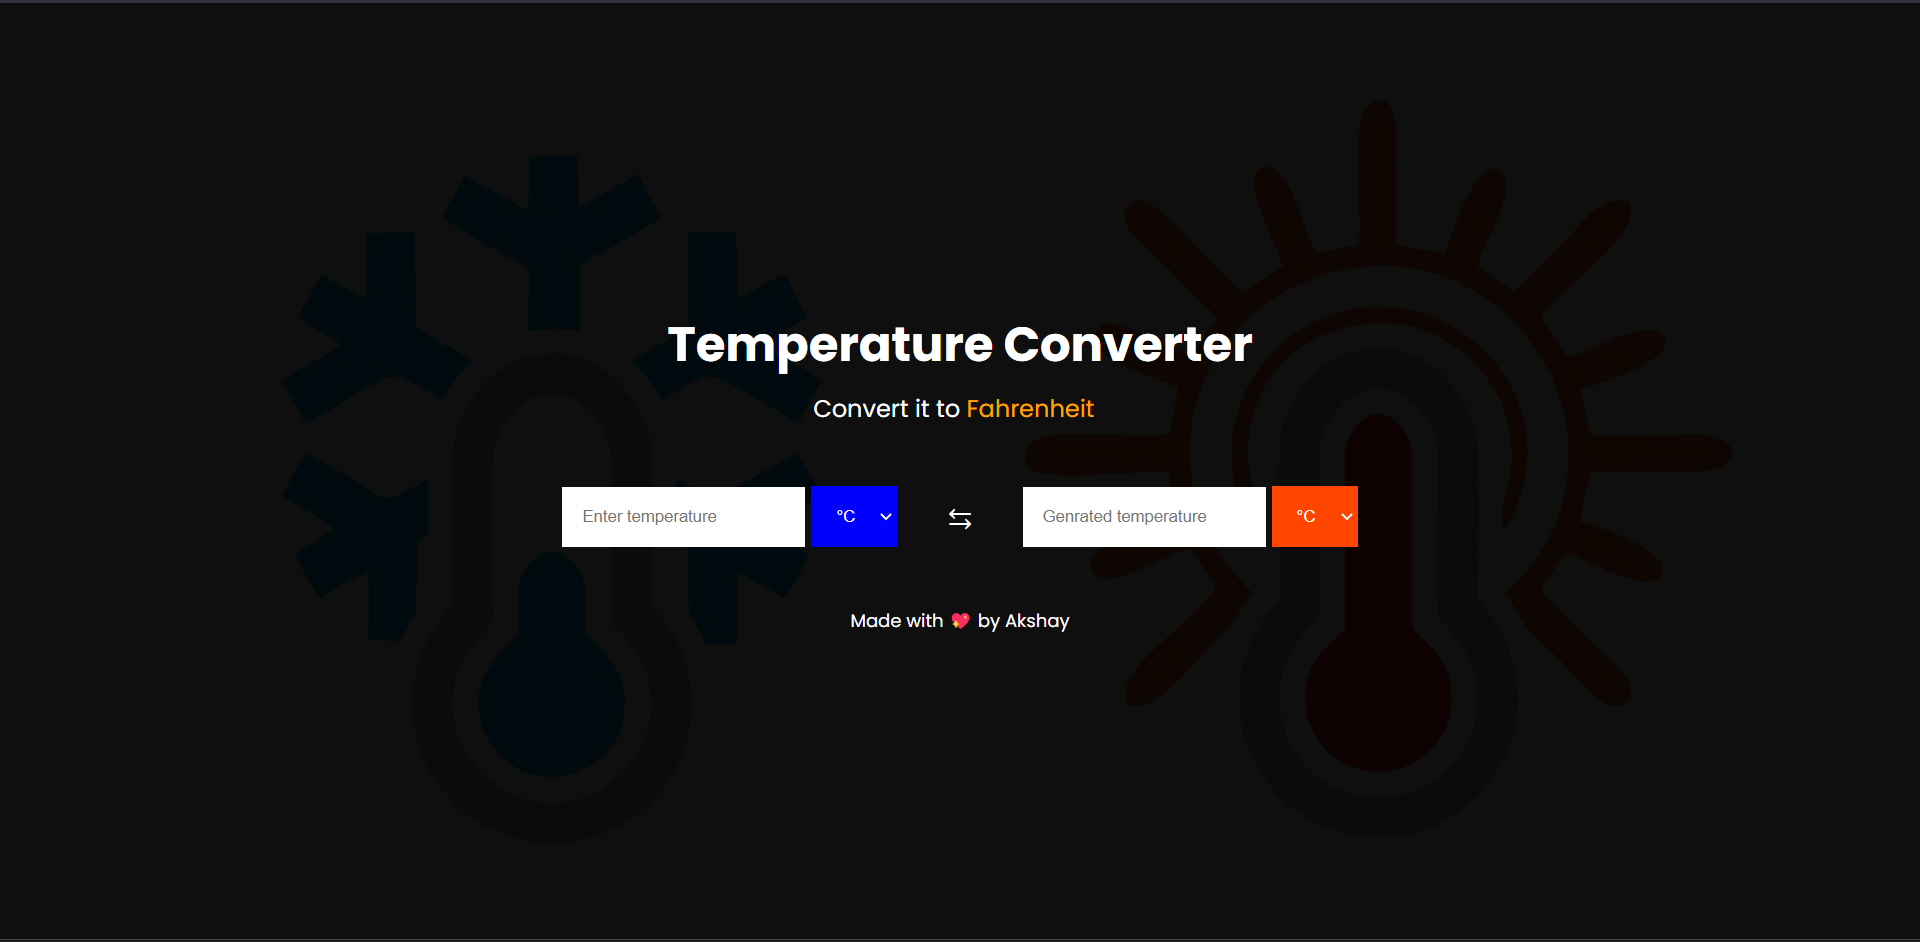 Temperature Converter
Convert it to Fahrenheit
Enter temperature °C Genrated temperature °C
Made with 💖 by Akshay